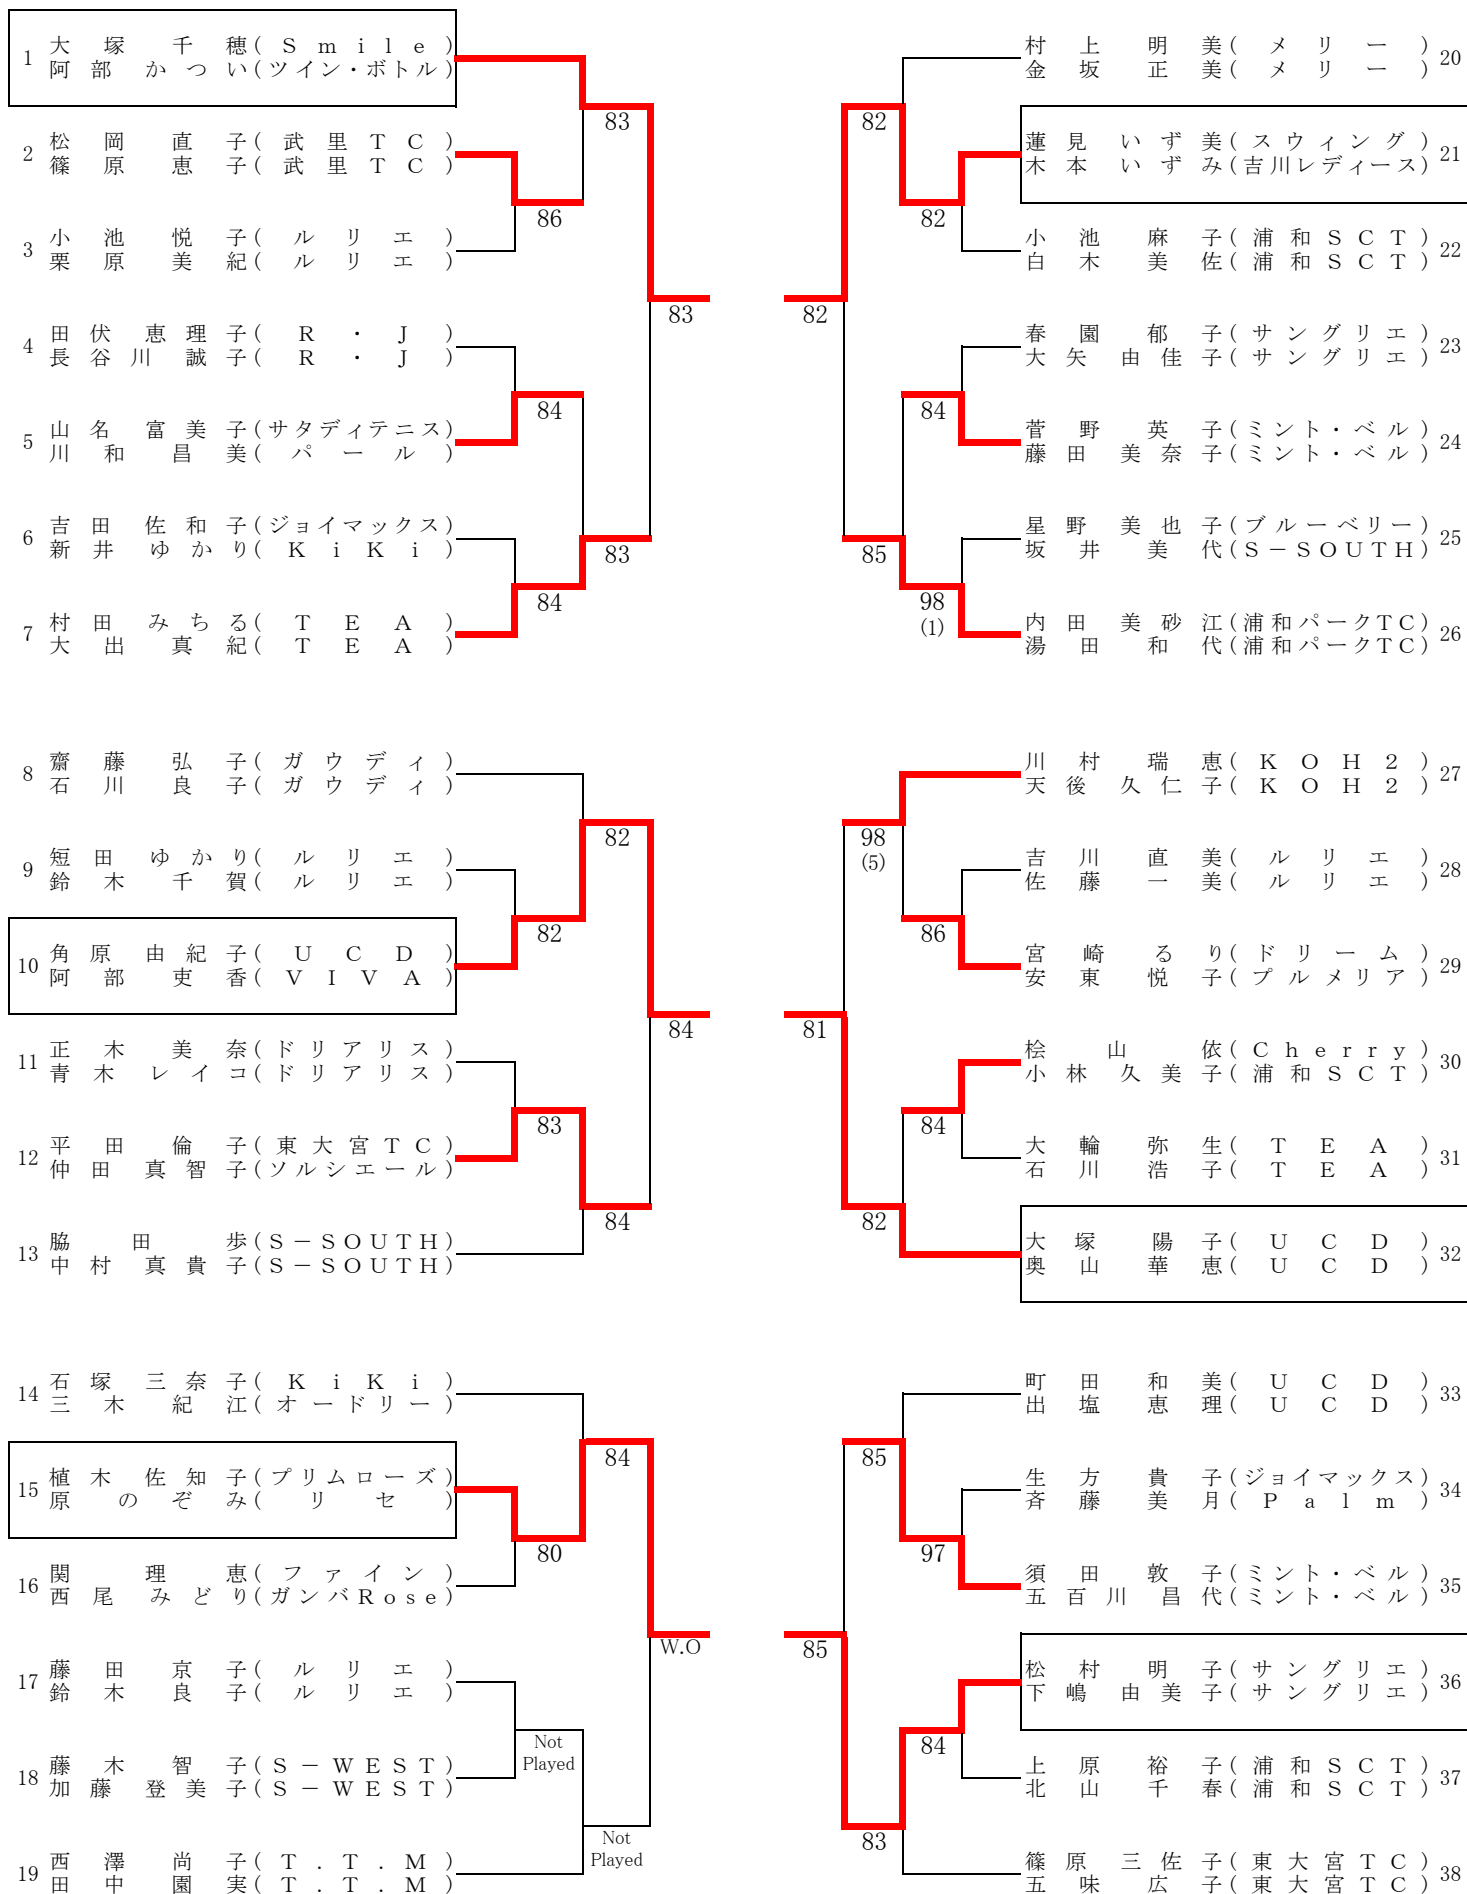 1 大塚千穂(Smile)
阿部かつい(ツイン・ボトル)
83
2 松岡直子(武里TC)
篠原恵子(武里TC)
86
3 小池悦子(ルリエ)
栗原美紀(ルリエ)
83
4 田伏恵理子(R・J)
長谷川誠子(R・J)
84
5 山名富美子(サタディテニス)
川和昌美(パール)
6 吉田佐和子(ジョイマックス)
新井ゆかり(KiKi)
83
84
7 村田みちる(TEA)
大出真紀(TEA)
8 齋藤弘子(ガウディ)
石川良子(ガウディ)
82
9 短田ゆかり(ルリエ)
鈴木千賀(ルリエ)
82
10 角原由紀子(UCD)
阿部吏香(VIVA)
84
11 正木美奈(ドリアリス)
青木レイコ(ドリアリス)
83
12 平田倫子(東大宮TC)
仲田真智子(ソルシエール)
84
13 脇田歩(S-SOUTH)
中村真貴子(S-SOUTH)
14 石塚三奈子(KiKi)
三木紀江(オードリー)
84
15 植木佐知子(プリムローズ)
原のぞみ(リセ)
80
16 関理恵(ファイン)
西尾みどり(ガンバRose)
W.O
17 藤田京子(ルリエ)
鈴木良子(ルリエ)
Not
Played
18 藤木智子(S-WEST)
加藤登美子(S-WEST)
Not
Played
19 西澤尚子(T.T.M)
田中園実(T.T.M)
村上明美(メリー) 20
金坂正美(メリー)
82
蓮見いず美(スウィング) 21
木本いずみ(吉川レディース)
82
小池麻子(浦和SCT) 22
白木美佐(浦和SCT)
82
春園郁子(サングリエ) 23
大矢由佳子(サングリエ)
84
菅野英子(ミント・ベル) 24
藤田美奈子(ミント・ベル)
星野美也子(ブルーベリー) 25
坂井美代(S-SOUTH)
85
98
(1)
内田美砂江(浦和パークTC) 26
湯田和代(浦和パークTC)
川村瑞恵(KOH2) 27
天後久仁子(KOH2)
98
(5)
吉川直美(ルリエ) 28
佐藤一美(ルリエ)
86
宮崎るり(ドリーム) 29
安東悦子(プルメリア)
81
桧山依(Cherry) 30
小林久美子(浦和SCT)
84
大輪弥生(TEA) 31
石川浩子(TEA)
82
大塚陽子(UCD) 32
奥山華恵(UCD)
町田和美(UCD) 33
出塩恵理(UCD)
85
生方貴子(ジョイマックス) 34
斉藤美月(Palm)
97
須田敦子(ミント・ベル) 35
五百川昌代(ミント・ベル)
85
松村明子(サングリエ) 36
下嶋由美子(サングリエ)
84
上原裕子(浦和SCT) 37
北山千春(浦和SCT)
83
篠原三佐子(東大宮TC) 38
五味広子(東大宮TC)